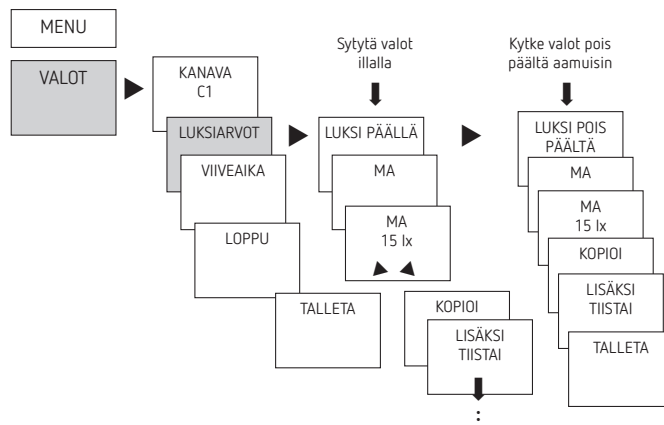 MENU
VALOT
KANAVA
C1
LUKSIARVOT
VIIVEAIKA
LOPPU
TALLETA
Sytytä valot
illalla
LUKSI PÄÄLLÄ
MA
MA
15 lx
KOPIOI
LISÄKSI
TIISTAI
:
Kytke valot pois
päältä aamuisin
LUKSI POIS
PÄÄLTÄ
MA
MA
15 lx
KOPIOI
LISÄKSI
TIISTAI
TALLETA